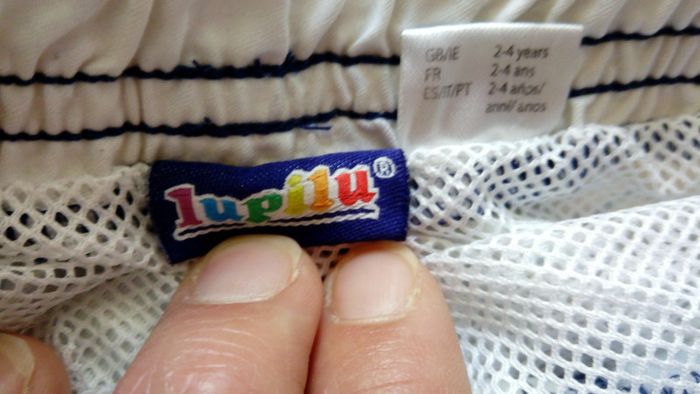 GB/IE 2-4 years
FR 2-4 ans
ES/IT/PT 2-4 años/
anni/anos
lupilu®